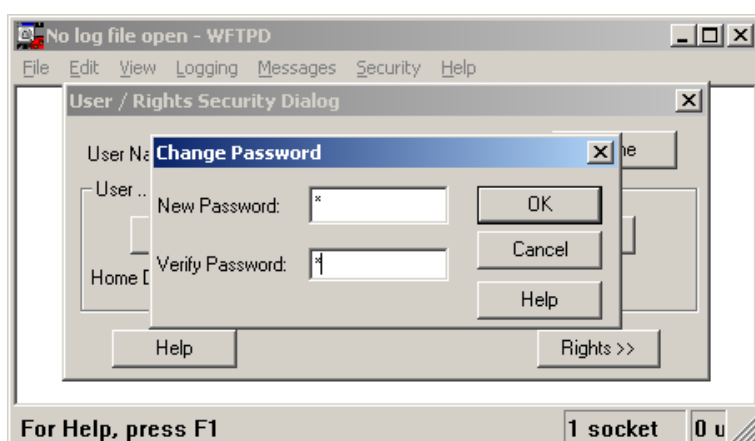 No log file open - WFTPD
File Edit View Logging Messages Security Help
User / Rights Security Dialog
User Na
Change Password
ne
User ..
New Password: *
OK
Verify Password: *
Cancel
Home D
Help
Help
Rights >>
For Help, press F1
1 socket
0 u